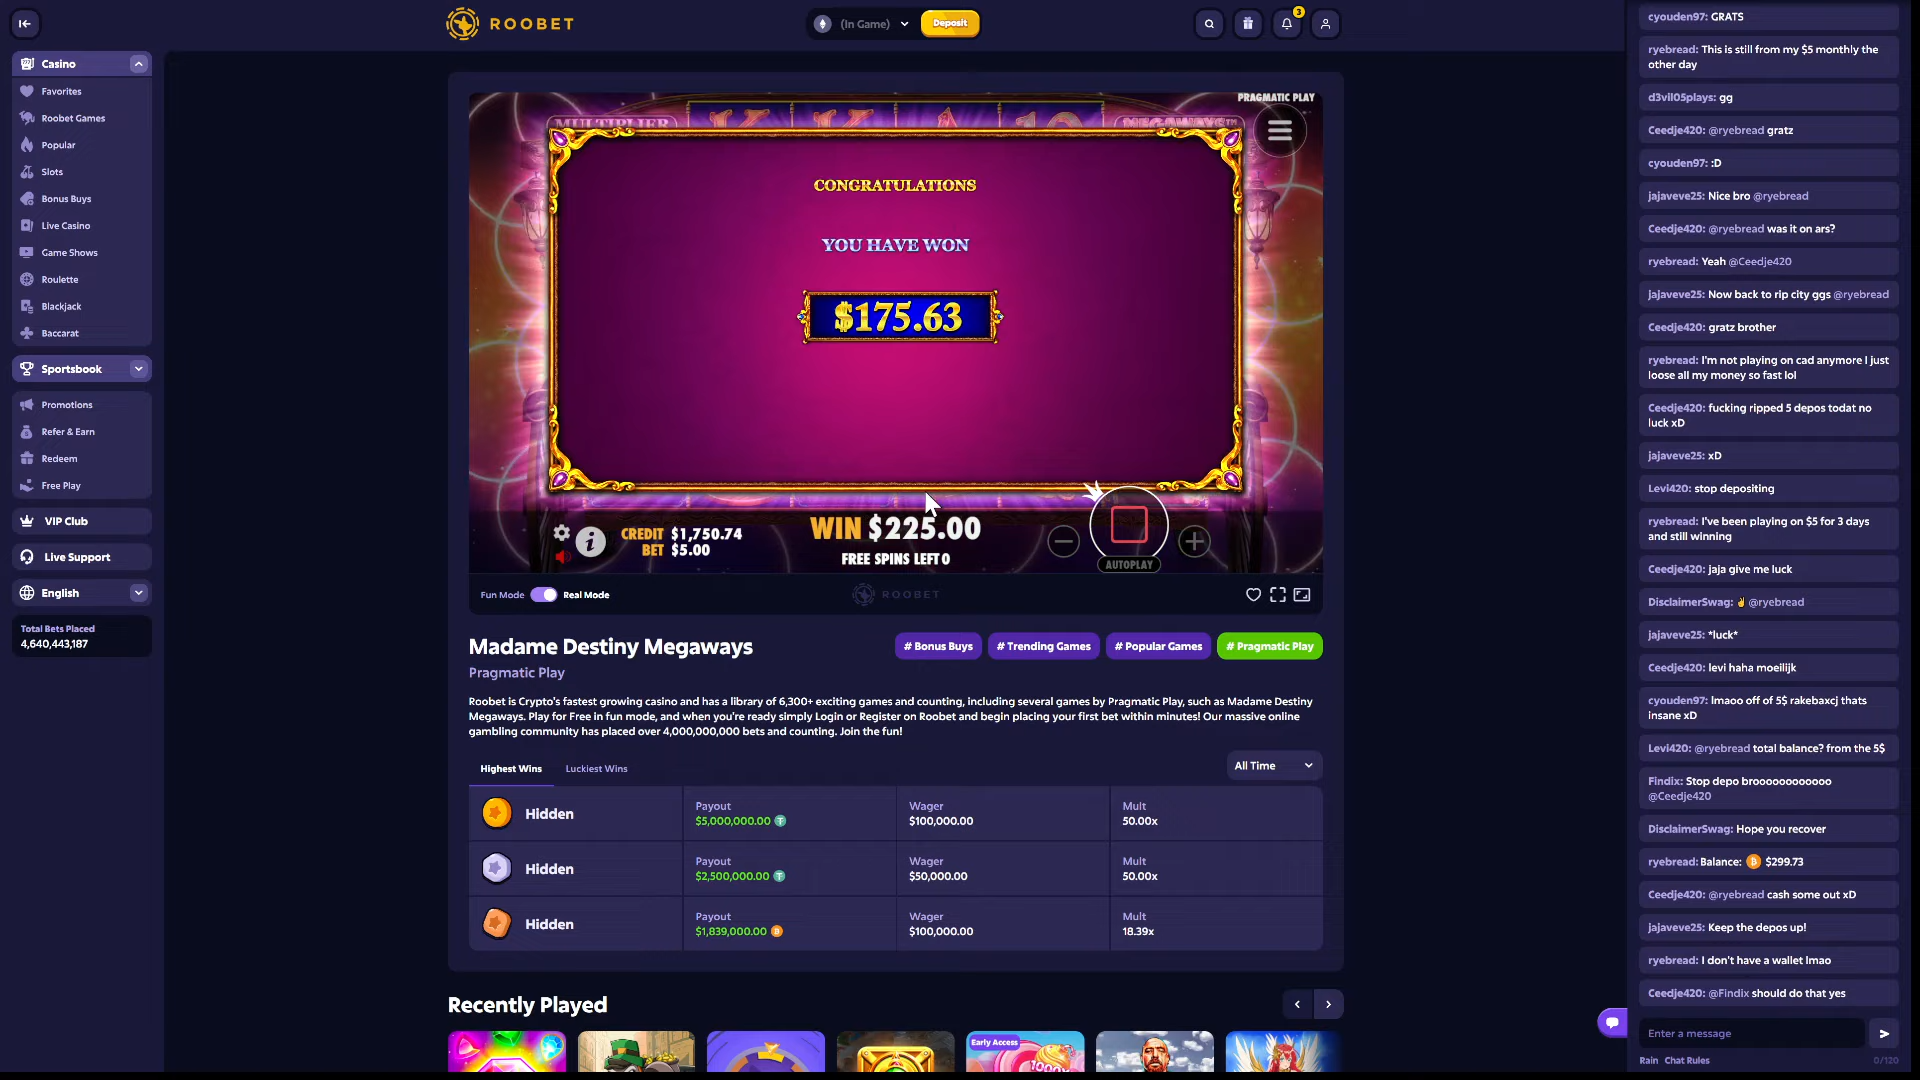 ROOBET
(In Game)
Deposit
3
Casino
Favorites
Roobet Games
Popular
Slots
Bonus Buys
Live Casino
Game Shows
Roulette
Blackjack
Baccarat
Sportsbook
Promotions
Refer & Earn
Redeem
Free Play
VIP Club
Live Support
English
Total Bets Placed
4,640,443,187
PRAGMATIC PLAY
MULTIPLIER
MEGAWAYS
CONGRATULATIONS
YOU HAVE WON
$175.63
CREDIT $1,750.74
BET $5.00
WIN $225.00
FREE SPINS LEFT 0
AUTOPLAY
Fun Mode
Real Mode
ROOBET
Madame Destiny Megaways
Pragmatic Play
# Bonus Buys
# Trending Games
# Popular Games
# Pragmatic Play
Roobet is Crypto's fastest growing casino and has a library of 6,300+ exciting games and counting, including several games by Pragmatic Play, such as Madame Destiny
Megaways. Play for Free in fun mode, and when you're ready simply Login or Register on Roobet and begin placing your first bet within minutes! Our massive online
gambling community has placed over 4,000,000,000 bets and counting. Join the fun!
Highest Wins
Luckiest Wins
All Time
Hidden
Payout
$5,000,000.00
Wager
$100,000.00
Mult
50.00x
Hidden
Payout
$2,500,000.00
Wager
$50,000.00
Mult
50.00x
Hidden
Payout
$1,839,000.00
Wager
$100,000.00
Mult
18.39x
Recently Played
Early Access
1000x
cyouden97: GRATS
ryebread: This is still from my $5 monthly the
other day
d3vil05plays: gg
Ceedje420: @ryebread gratz
cyouden97: :D
jajaveve25: Nice bro @ryebread
Ceedje420: @ryebread was it on ars?
ryebread: Yeah @Ceedje420
jajaveve25: Now back to rip city ggs @ryebread
Ceedje420: gratz brother
ryebread: I'm not playing on cad anymore I just
loose all my money so fast lol
Ceedje420: fucking ripped 5 depos todat no
luck xD
jajaveve25: xD
Levi420: stop depositing
ryebread: I've been playing on $5 for 3 days
and still winning
Ceedje420: jaja give me luck
DisclaimerSwag: ✌ @ryebread
jajaveve25: *luck*
Ceedje420: levi haha moeilijk
cyouden97: lmaoo off of 5$ rakebaxcj thats
insane xD
Levi420: @ryebread total balance? from the 5$
Findix: Stop depo brooooooooooo
@Ceedje420
DisclaimerSwag: Hope you recover
ryebread: Balance: $299.73
Ceedje420: @ryebread cash some out xD
jajaveve25: Keep the depos up!
ryebread: I don't have a wallet lmao
Ceedje420: @Findix should do that yes
Enter a message
Rain
Chat Rules
0/120